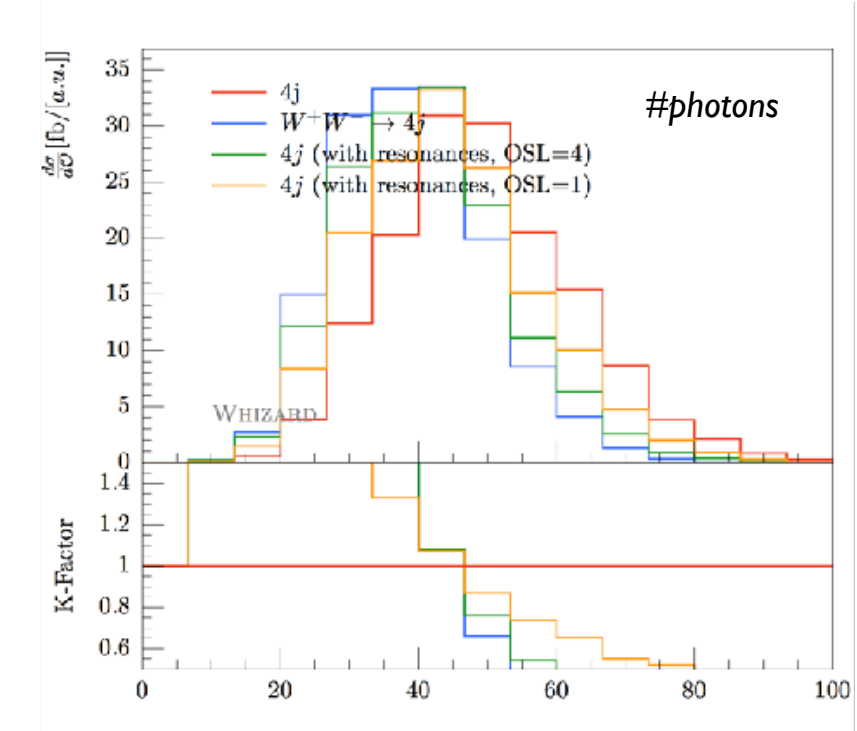 dσ/dO [fb/[a.u.]]
35
30
25
20
15
10
5
0
4j
W⁺W⁻ → 4j
4j (with resonances, OSL=4)
4j (with resonances, OSL=1)
#photons
WHIZARD
K-Factor
1.4
1.2
1
0.8
0.6
0 20 40 60 80 100